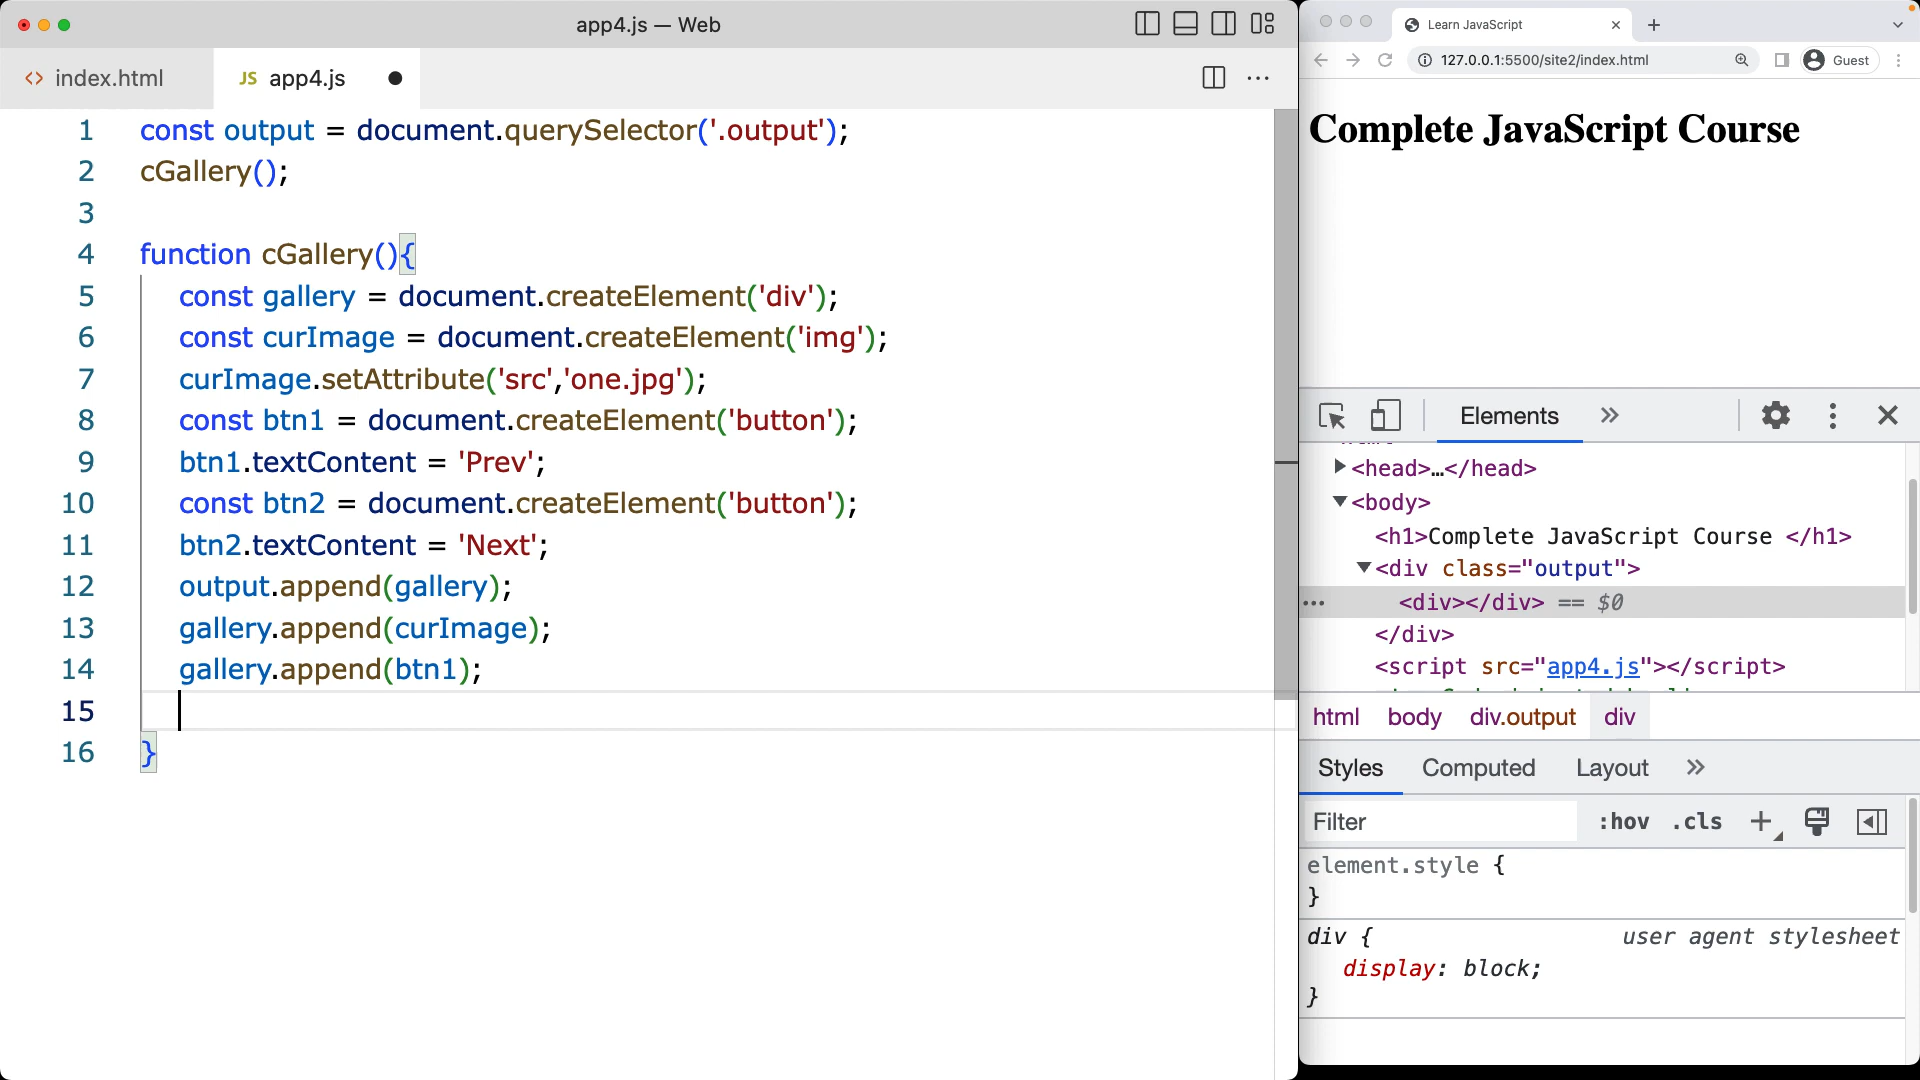 app4.js — Web
<> index.html
JS app4.js
1 const output = document.querySelector('.output');
2 cGallery();
3
4 function cGallery(){
5 const gallery = document.createElement('div');
6 const curImage = document.createElement('img');
7 curImage.setAttribute('src','one.jpg');
8 const btn1 = document.createElement('button');
9 btn1.textContent = 'Prev';
10 const btn2 = document.createElement('button');
11 btn2.textContent = 'Next';
12 output.append(gallery);
13 gallery.append(curImage);
14 gallery.append(btn1);
15
16 }
Learn JavaScript
127.0.0.1:5500/site2/index.html
Guest
Complete JavaScript Course
Elements
<head>…</head>
<body>
<h1>Complete JavaScript Course </h1>
<div class="output">
<div></div> == $0
</div>
<script src="app4.js"></script>
html body div.output div
Styles Computed Layout
Filter :hov .cls
element.style {
}
div { user agent stylesheet
display: block;
}